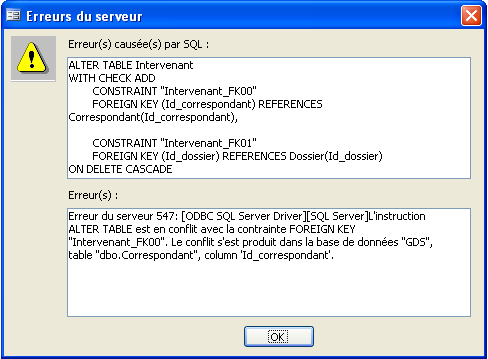 Erreurs du serveur
Erreur(s) causée(s) par SQL :
ALTER TABLE Intervenant
WITH CHECK ADD
CONSTRAINT "Intervenant_FK00"
FOREIGN KEY (Id_correspondant) REFERENCES
Correspondant(Id_correspondant),
CONSTRAINT "Intervenant_FK01"
FOREIGN KEY (Id_dossier) REFERENCES Dossier(Id_dossier)
ON DELETE CASCADE
Erreur(s) :
Erreur du serveur 547: [ODBC SQL Server Driver][SQL Server]L'instruction
ALTER TABLE est en conflit avec la contrainte FOREIGN KEY
"Intervenant_FK00". Le conflit s'est produit dans la base de données "GDS",
table "dbo.Correspondant", column 'Id_correspondant'.
OK